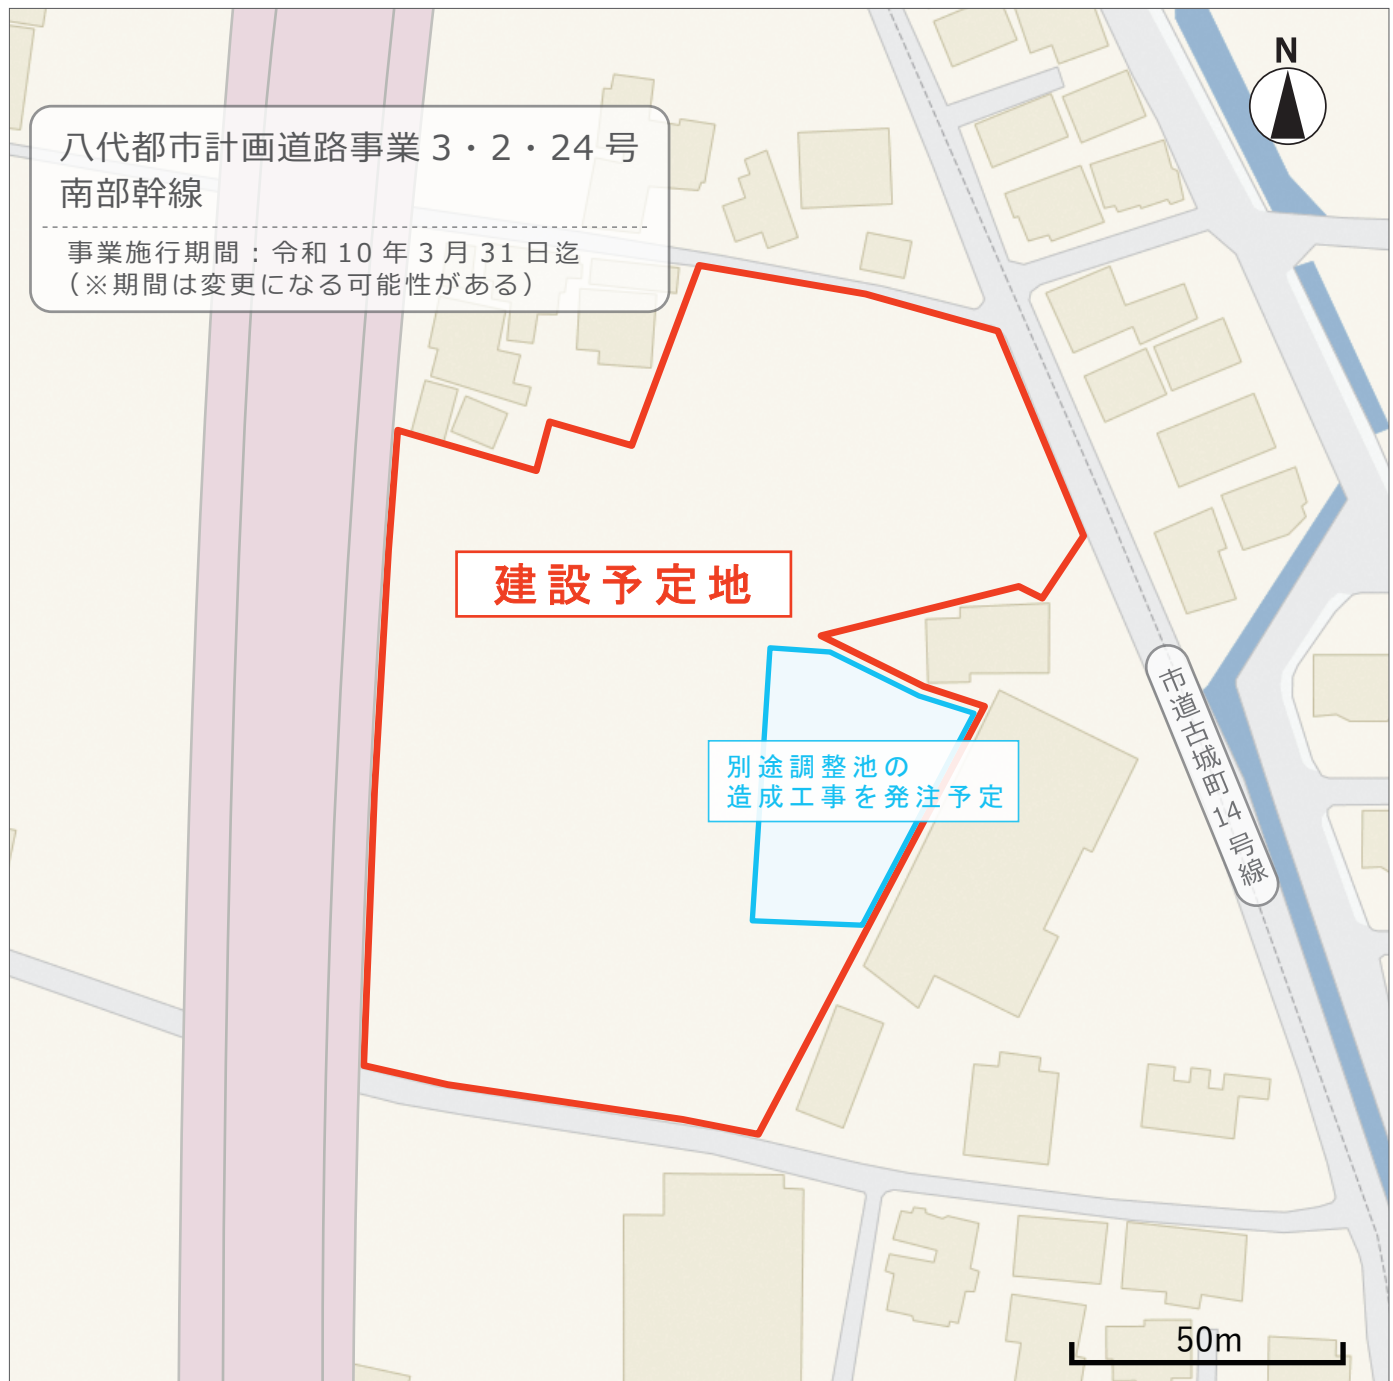 N
八代都市計画道路事業 3・2・24 号
南部幹線
事業施行期間：令和 10 年 3 月 31 日迄
（※期間は変更になる可能性がある）
建設予定地
別途調整池の
造成工事を発注予定
市道古城町 14 号線
50m